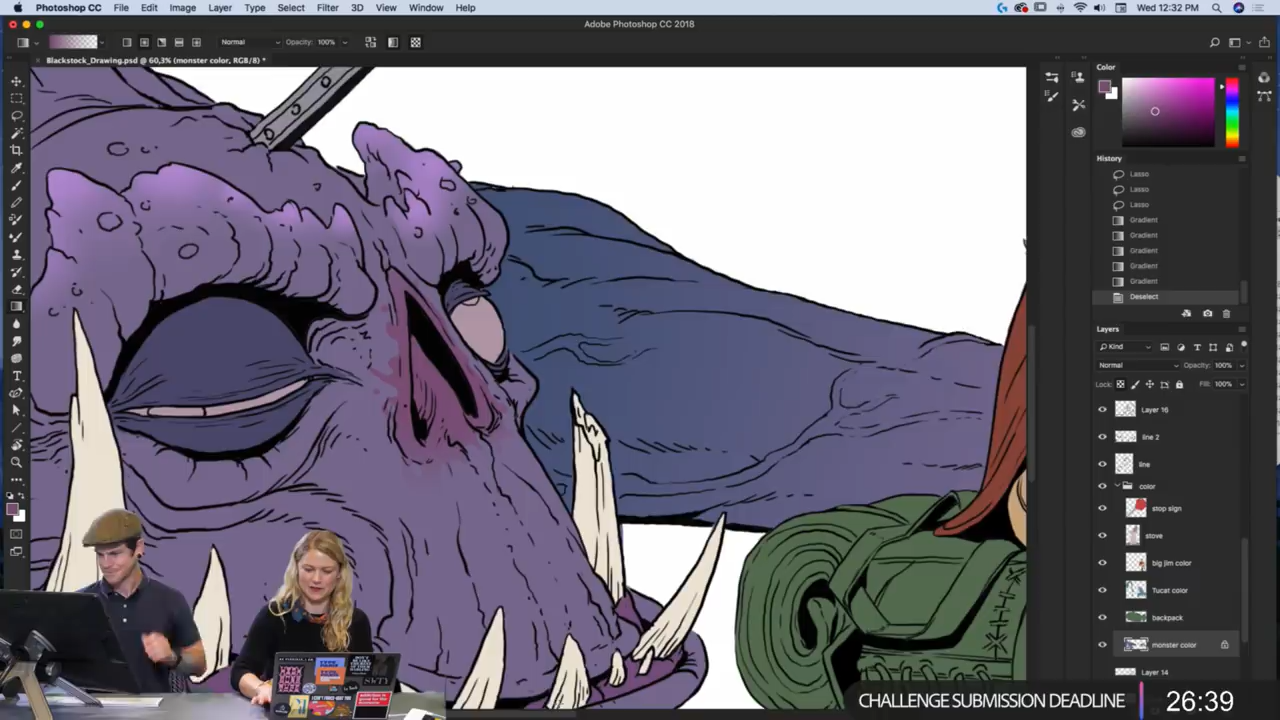 Photoshop CC File Edit Image Layer Type Select Filter 3D View Window Help Wed 12:32 PM
Adobe Photoshop CC 2018
Normal Opacity: 100%
Blackstock_Drawing.psd @ 60,3% (monster color, RGB/8) *
Color
History
Lasso
Lasso
Lasso
Gradient
Gradient
Gradient
Gradient
Gradient
Deselect
Layers
Kind
Normal Opacity: 100%
Lock: Fill: 100%
Layer 16
line 2
line
color
stop sign
stove
big jim color
Tucat color
backpack
monster color
Layer 14
CHALLENGE SUBMISSION DEADLINE 26:39